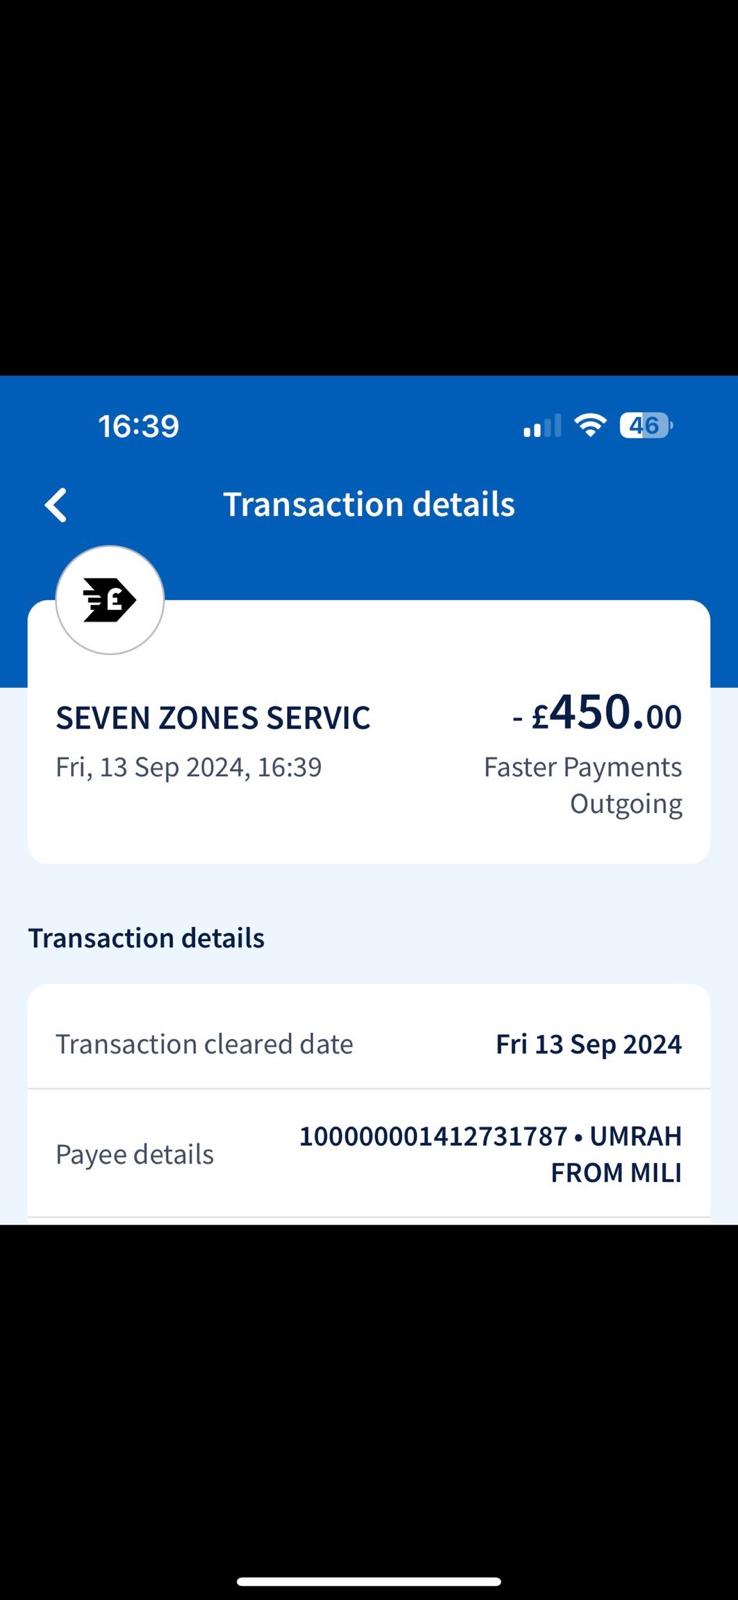 16:39
46
Transaction details
£
SEVEN ZONES SERVIC
- £450.00
Fri, 13 Sep 2024, 16:39
Faster Payments
Outgoing
Transaction details
Transaction cleared date
Fri 13 Sep 2024
Payee details
100000001412731787 • UMRAH
FROM MILI